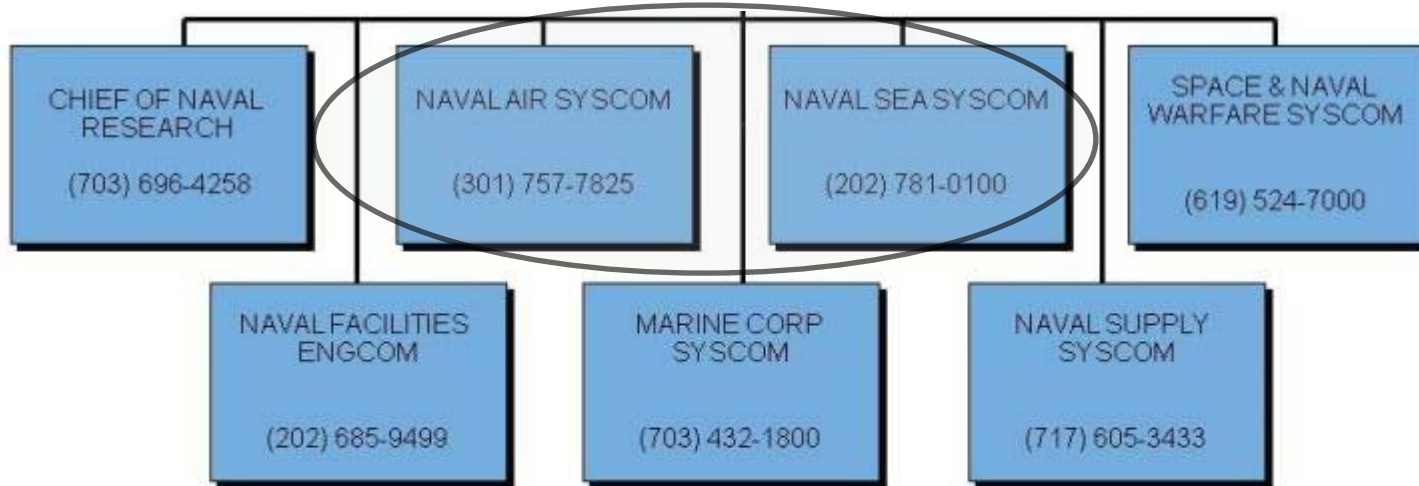 CHIEF OF NAVAL
RESEARCH
(703) 696-4258
NAVAL AIR SYSCOM
(301) 757-7825
NAVAL SEA SYSCOM
(202) 781-0100
SPACE & NAVAL
WARFARE SYSCOM
(619) 524-7000
NAVAL FACILITIES
ENGCOM
(202) 685-9499
MARINE CORP
SYSCOM
(703) 432-1800
NAVAL SUPPLY
SYSCOM
(717) 605-3433